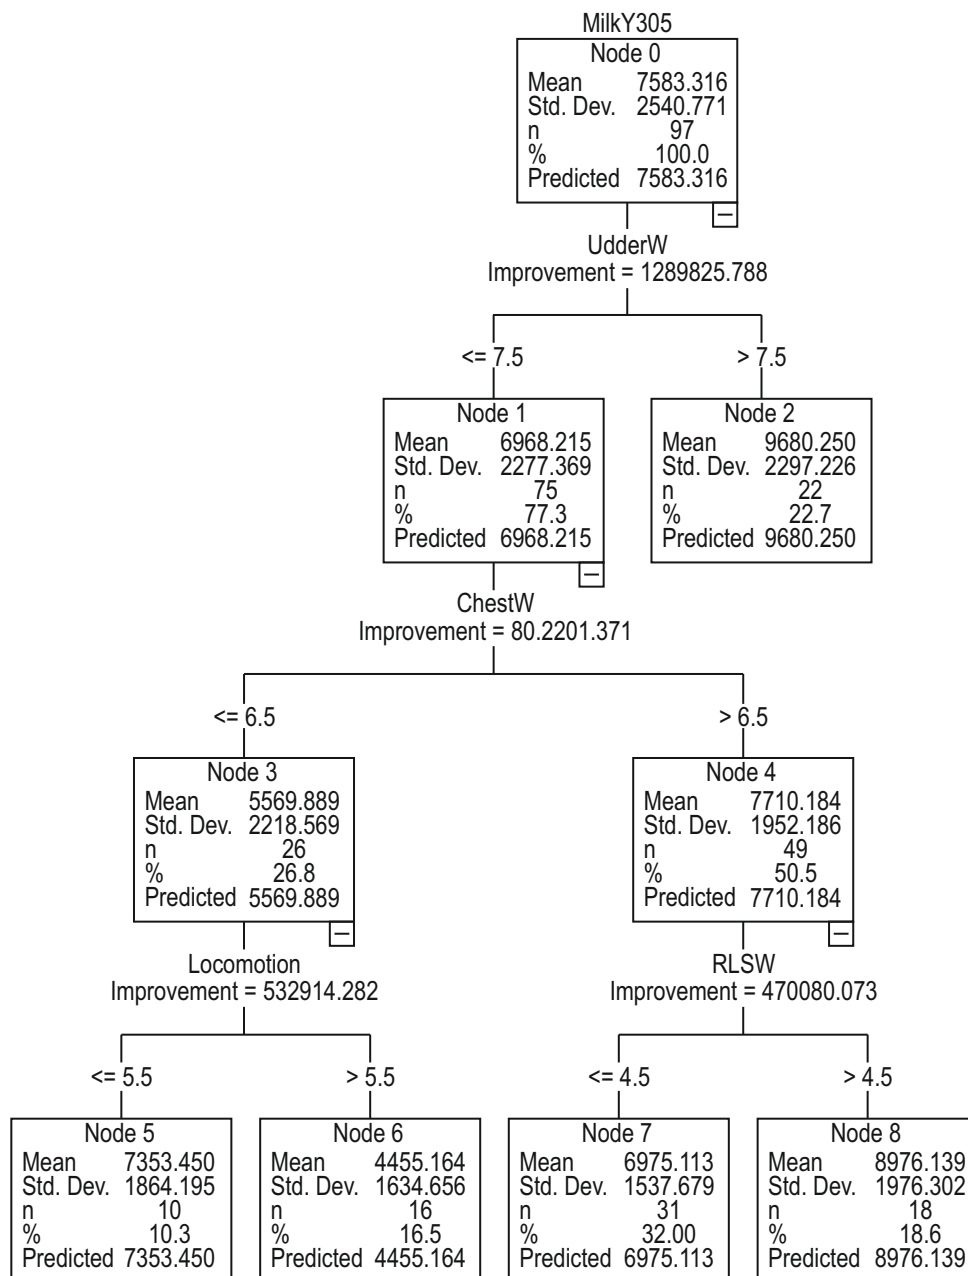 MilkY305
Node 0
Mean 7583.316
Std. Dev. 2540.771
n 97
% 100.0
Predicted 7583.316
UdderW
Improvement = 1289825.788
<= 7.5
> 7.5
Node 1
Mean 6968.215
Std. Dev. 2277.369
n 75
% 77.3
Predicted 6968.215
Node 2
Mean 9680.250
Std. Dev. 2297.226
n 22
% 22.7
Predicted 9680.250
ChestW
Improvement = 80.2201.371
<= 6.5
> 6.5
Node 3
Mean 5569.889
Std. Dev. 2218.569
n 26
% 26.8
Predicted 5569.889
Node 4
Mean 7710.184
Std. Dev. 1952.186
n 49
% 50.5
Predicted 7710.184
Locomotion
Improvement = 532914.282
RLSW
Improvement = 470080.073
<= 5.5
> 5.5
<= 4.5
> 4.5
Node 5
Mean 7353.450
Std. Dev. 1864.195
n 10
% 10.3
Predicted 7353.450
Node 6
Mean 4455.164
Std. Dev. 1634.656
n 16
% 16.5
Predicted 4455.164
Node 7
Mean 6975.113
Std. Dev. 1537.679
n 31
% 32.00
Predicted 6975.113
Node 8
Mean 8976.139
Std. Dev. 1976.302
n 18
% 18.6
Predicted 8976.139